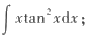 ∫ xtan²xdx;